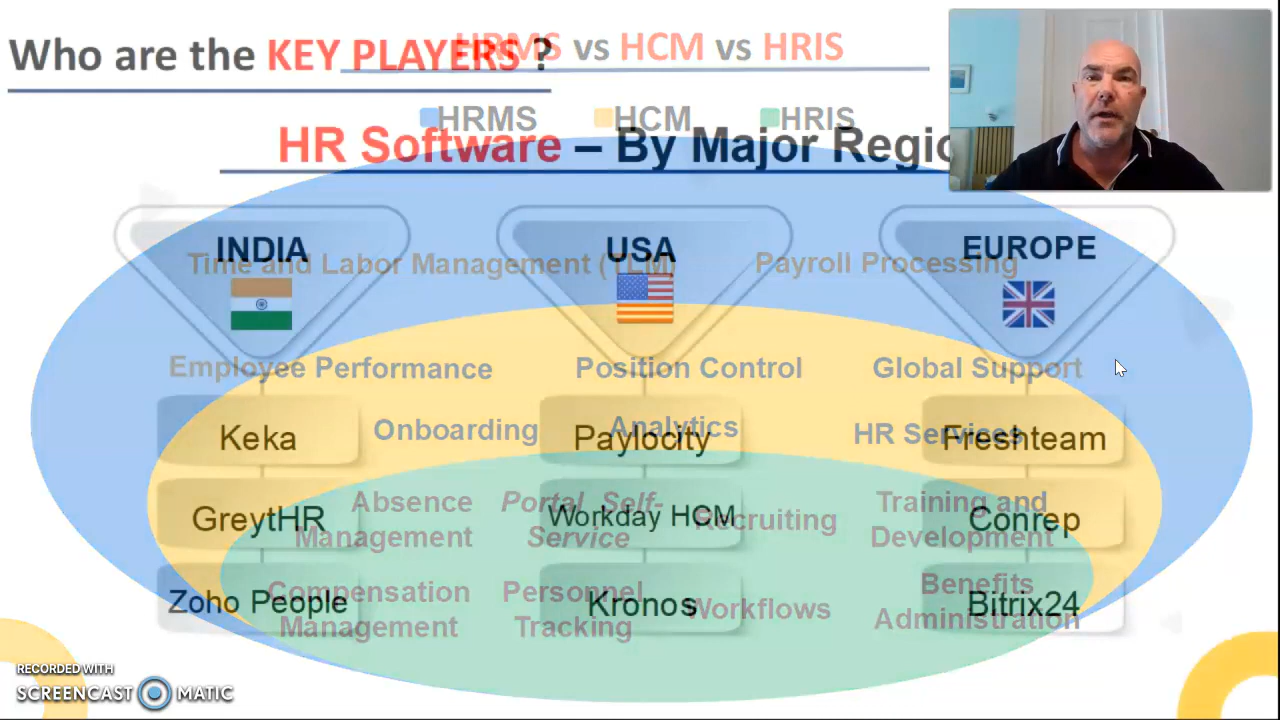 Who are the KEY PLAYERS ?
HRMS vs HCM vs HRIS
HRMS HCM HRIS
HR Software – By Major Regio
INDIA USA EUROPE
Time and Labor Management (TLM) Payroll Processing
Employee Performance Position Control Global Support
Onboarding Analytics HR Services
Keka Paylocity Freshteam
Absence Management
Portal Self-Service
Recruiting
Training and Development
GreytHR Workday HCM Conrep
Compensation Management
Personnel Tracking
Workflows
Benefits Administration
Zoho People Kronos Bitrix24
RECORDED WITH
SCREENCAST MATIC